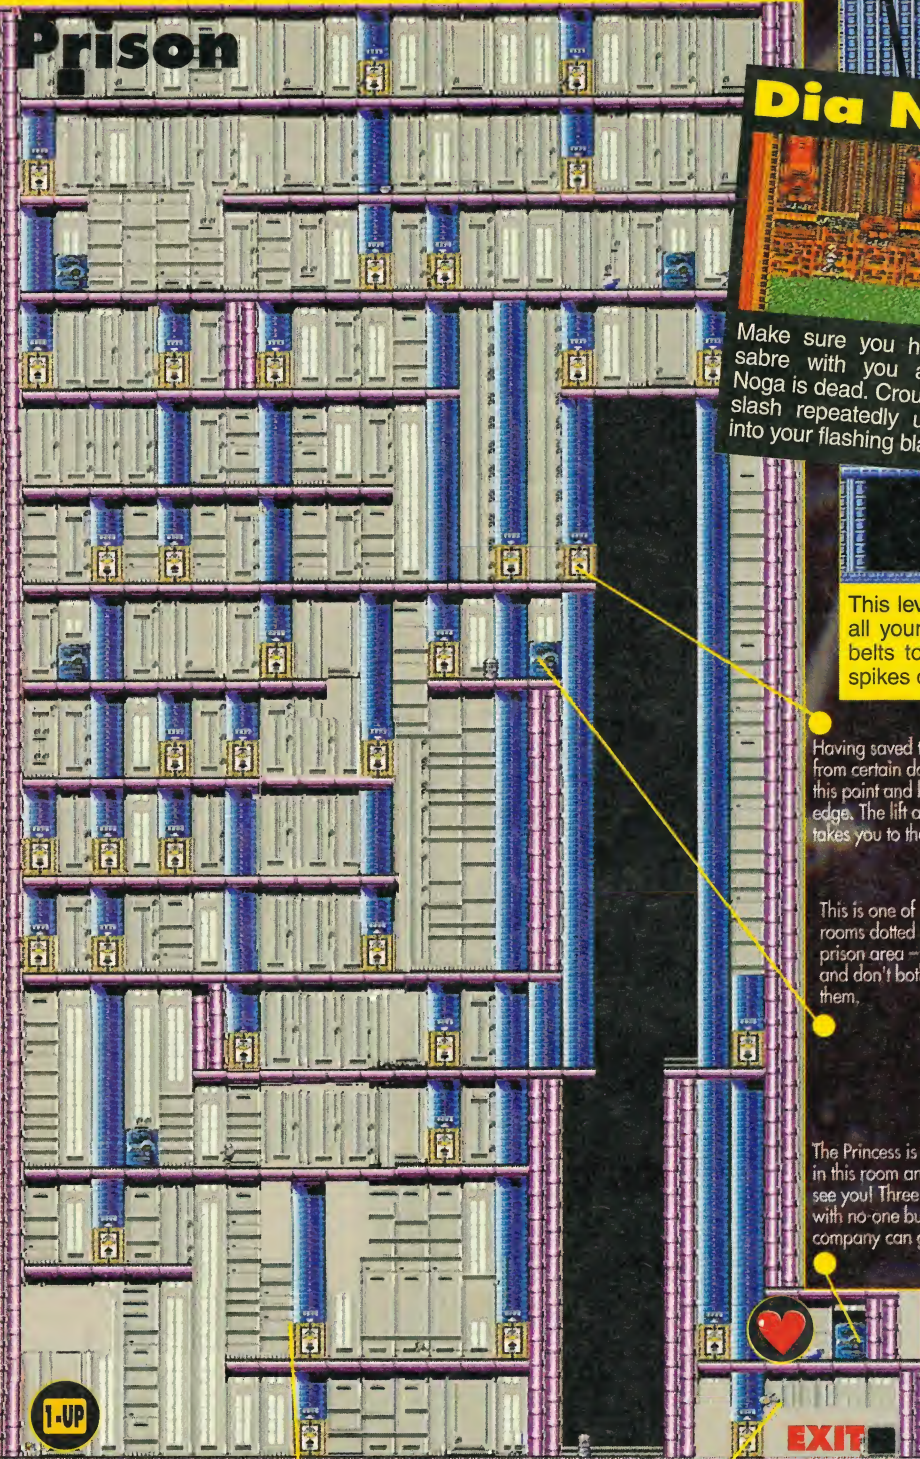 Prison
Dia N
Make sure you h
sabre with you a
Noga is dead. Crou
slash repeatedly u
into your flashing bla
This lev
all your
belts to
spikes o
Having saved t
from certain do
this point and l
edge. The lift a
takes you to the
This is one of
rooms dotted
prison area –
and don't bot
them.
The Princess is
in this room an
see you! Three
with no-one bu
company can g
1-UP
EXIT